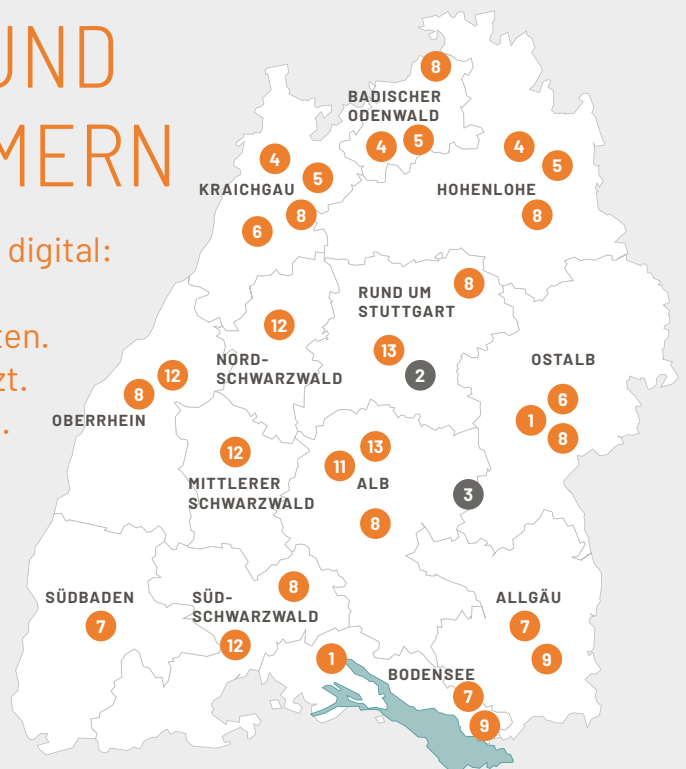 UND
MERN
digital:
ten.
zt.
.
8
BADISCHER
ODENWALD
4
5
4
5
KRAICHGAU
4
5
HOHENLOHE
8
6
8
RUND UM
STUTTGART
8
12
13
2
NORD-
SCHWARZWALD
OSTALB
12
8
OBERRHEIN
6
1
8
12
MITTLERER
SCHWARZWALD
13
11
ALB
3
8
SÜDBADEN
7
SÜD-
SCHWARZWALD
8
12
ALLGÄU
7
9
1
BODENSEE
7
9